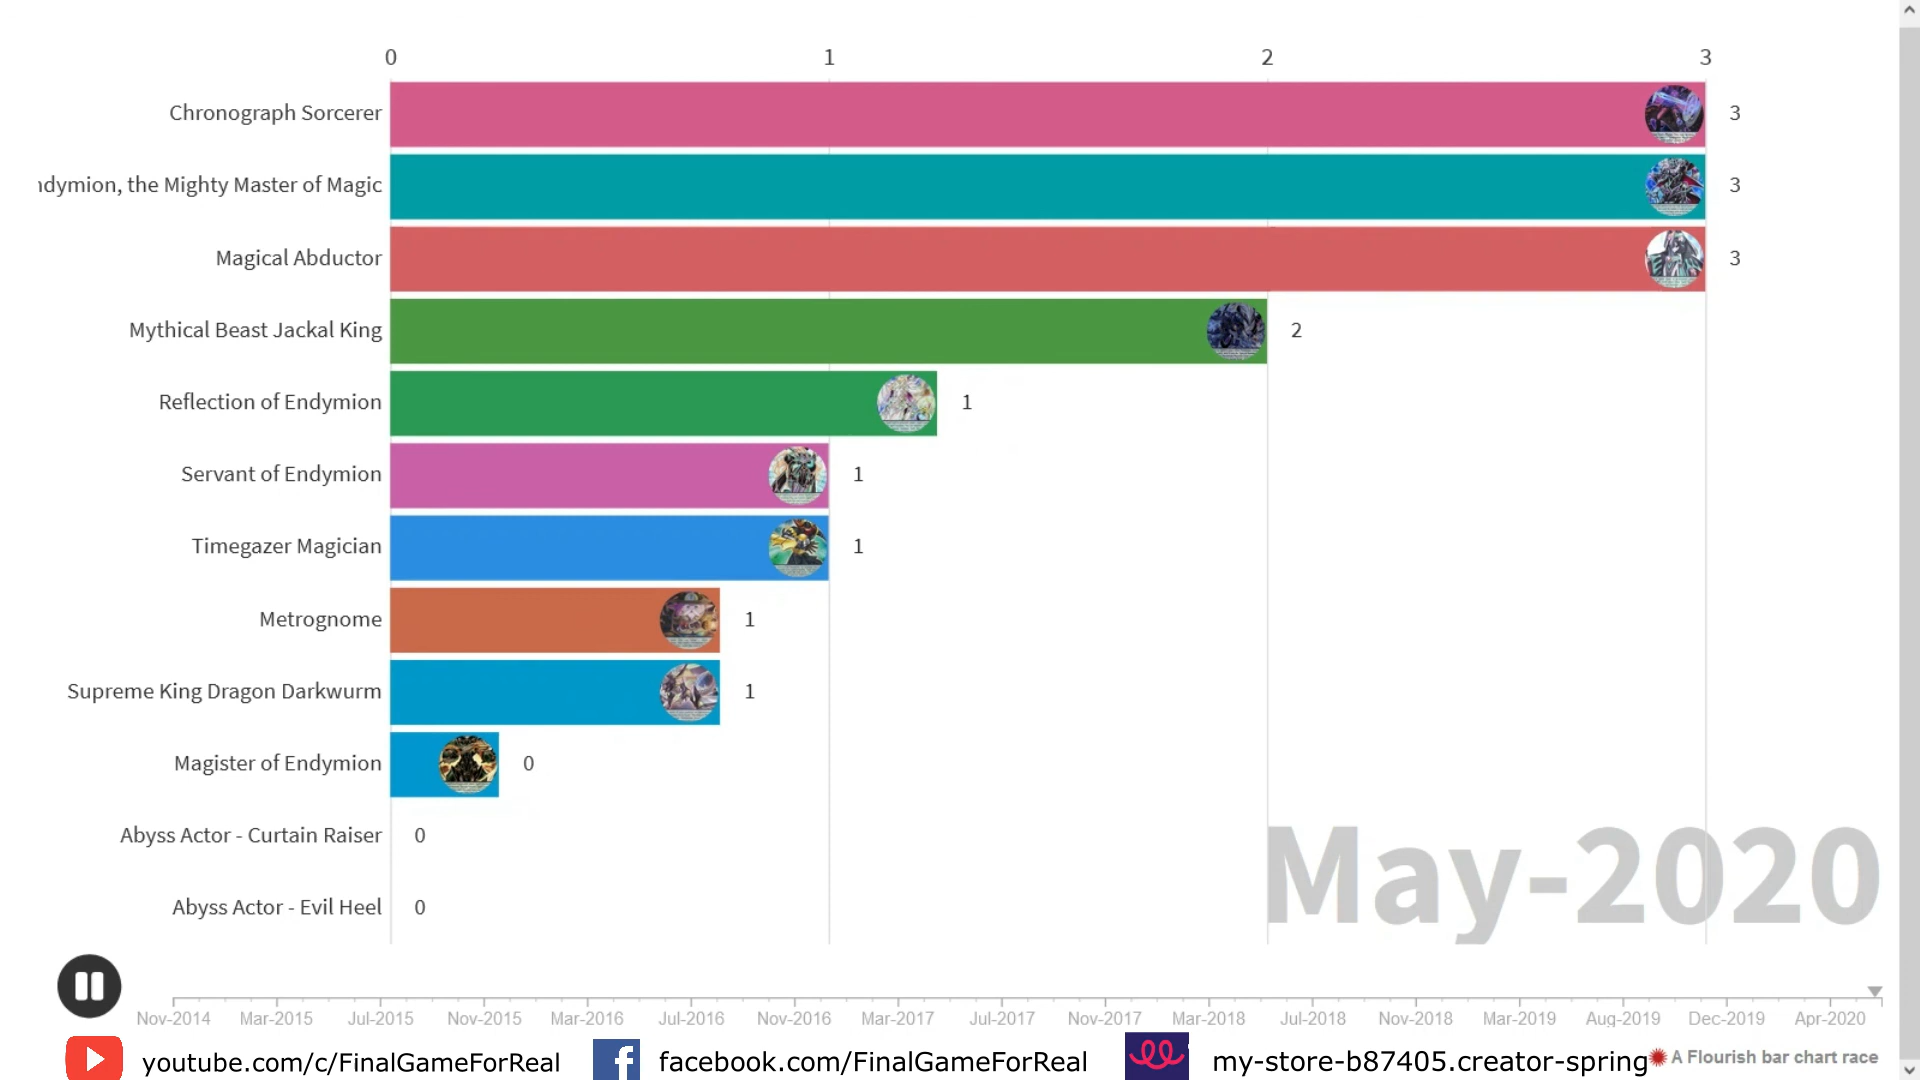 0 1 2 3
Chronograph Sorcerer 3
ndymion, the Mighty Master of Magic 3
Magical Abductor 3
Mythical Beast Jackal King 2
Reflection of Endymion 1
Servant of Endymion 1
Timegazer Magician 1
Metrognome 1
Supreme King Dragon Darkwurm 1
Magister of Endymion 0
Abyss Actor - Curtain Raiser 0
Abyss Actor - Evil Heel 0
May-2020
Nov-2014 Mar-2015 Jul-2015 Nov-2015 Mar-2016 Jul-2016 Nov-2016 Mar-2017 Jul-2017 Nov-2017 Mar-2018 Jul-2018 Nov-2018 Mar-2019 Aug-2019 Dec-2019 Apr-2020
youtube.com/c/FinalGameForReal facebook.com/FinalGameForReal my-store-b87405.creator-spring A Flourish bar chart race